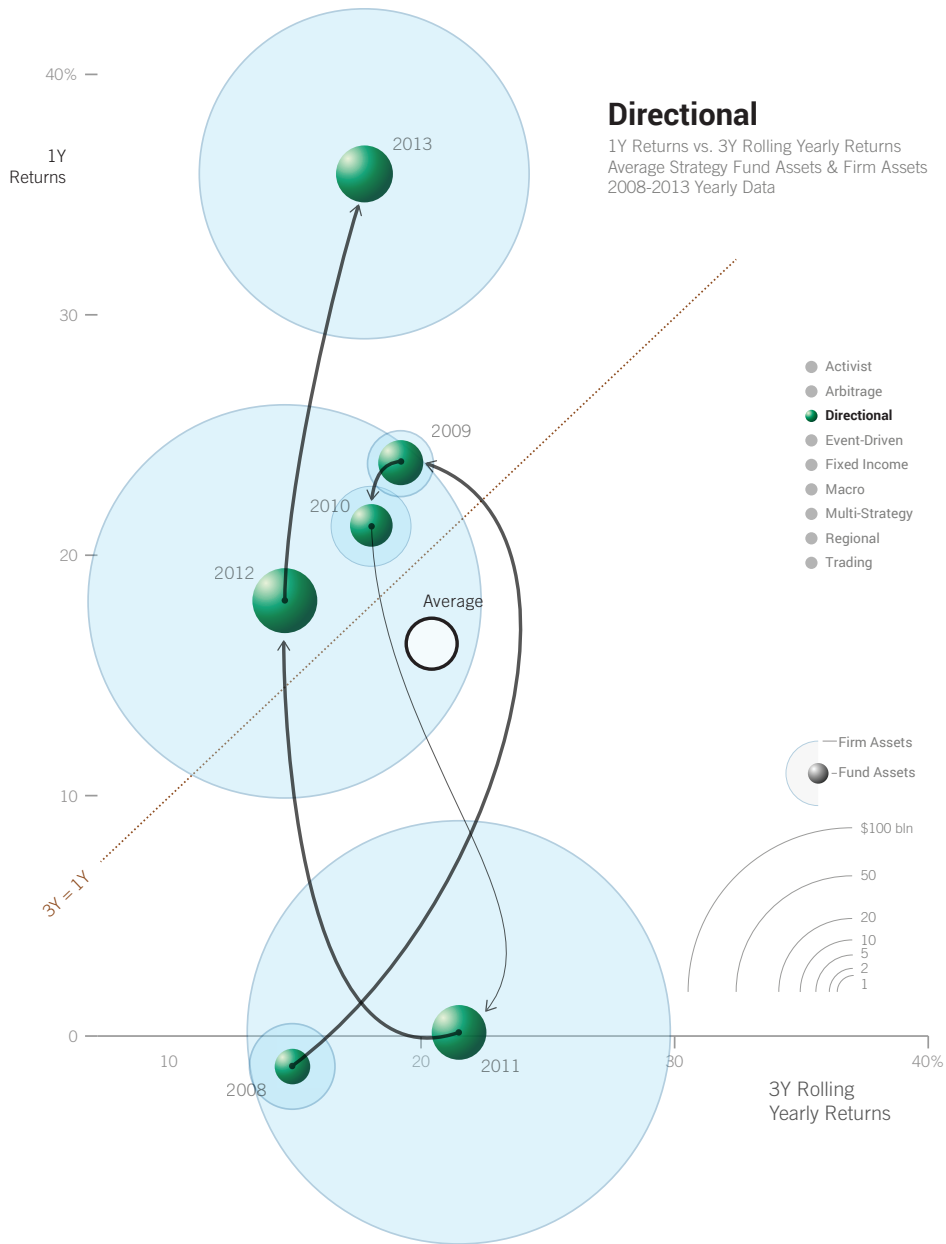 40%
1Y
Returns
2013
Directional
1Y Returns vs. 3Y Rolling Yearly Returns
Average Strategy Fund Assets & Firm Assets
2008-2013 Yearly Data
30
Activist
Arbitrage
Directional
Event-Driven
Fixed Income
Macro
Multi-Strategy
Regional
Trading
2009
2010
20
2012
Average
10
3Y = 1Y
Firm Assets
Fund Assets
$100 bln
50
20
10
5
2
1
0
10
20
30
40%
2011
2008
3Y Rolling
Yearly Returns